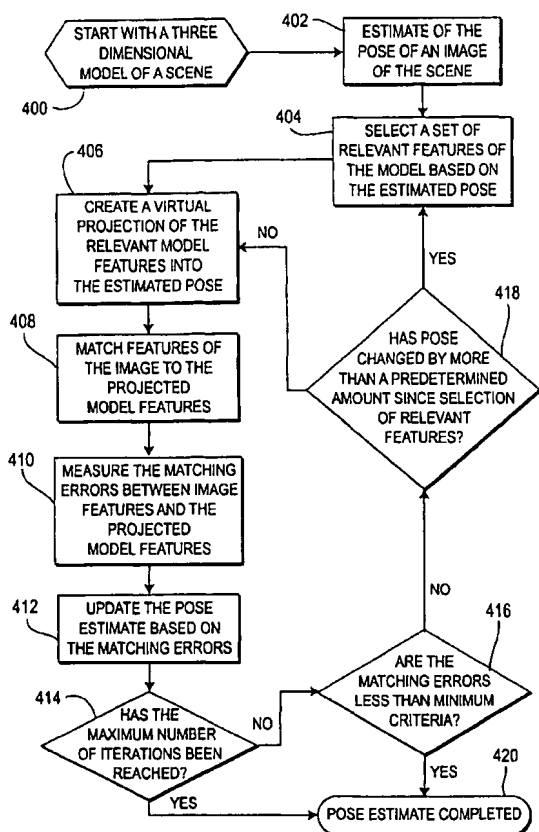 START WITH A THREE
DIMENSIONAL
MODEL OF A SCENE
400
402
ESTIMATE OF THE
POSE OF AN IMAGE
OF THE SCENE
404
SELECT A SET OF
RELEVANT FEATURES OF
THE MODEL BASED ON
THE ESTIMATED POSE
406
CREATE A VIRTUAL
PROJECTION OF THE
RELEVANT MODEL
FEATURES INTO
THE ESTIMATED POSE
NO
YES
408
MATCH FEATURES OF
THE IMAGE TO THE
PROJECTED
MODEL FEATURES
418
HAS POSE
CHANGED BY MORE
THAN A PREDETERMINED
AMOUNT SINCE SELECTION
OF RELEVANT
FEATURES?
410
MEASURE THE MATCHING
ERRORS BETWEEN IMAGE
FEATURES AND THE
PROJECTED
MODEL FEATURES
NO
412
UPDATE THE POSE
ESTIMATE BASED ON
THE MATCHING ERRORS
414
HAS THE
MAXIMUM NUMBER
OF ITERATIONS BEEN
REACHED?
NO
YES
416
ARE THE
MATCHING ERRORS
LESS THAN MINIMUM
CRITERIA?
YES
420
POSE ESTIMATE COMPLETED